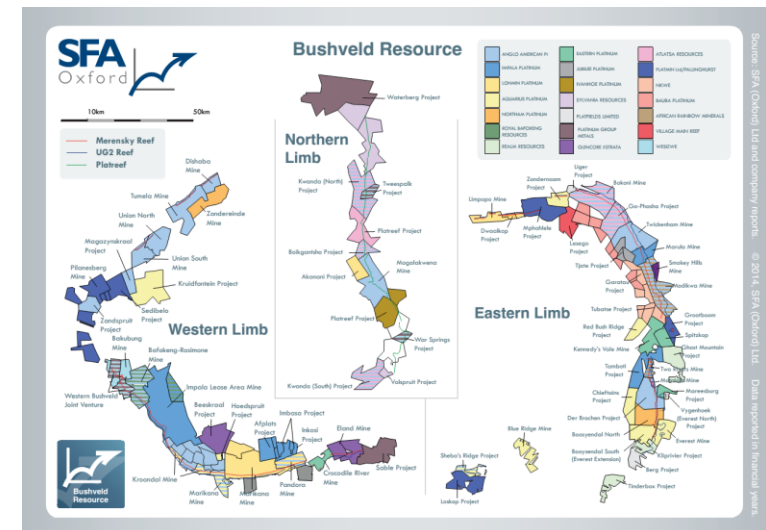 SFA
Oxford
Bushveld Resource
10km 50km
Merensky Reef
UG2 Reef
Platreef
ANGLO AMERICAN Pt
IMPALA PLATINUM
LONMIN PLATINUM
AQUARIUS PLATINUM
NORTHAM PLATINUM
ROYAL BAFOKENG
RESOURCES
REALM RESOURCES
EASTERN PLATINUM
JUBILEE PLATINUM
IVANHOE PLATINUM
SYLVANIA RESOURCES
PLATFIELDS LIMITED
PLATINUM GROUP
METALS
GLENCORE XSTRATA
ATLATSA RESOURCES
NKWE
BAUBA PLATINUM
AFRICAN RAINBOW MINERALS
VILLAGE MAIN REEF
WESIZWE
Northern
Limb
Waterberg Project
Kwanda (North)
Project
Tweespalk
Project
Platreef Project
Boikgantsho Project
Akanani Project
Mogalakwena
Mine
Platreef Project
War Springs
Project
Kwanda (South) Project
Western Limb
Dishaba
Mine
Tumela Mine
Zondereinde
Mine
Union North
Mine
Magazynskraal
Project
Union South
Mine
Pilanesberg
Mine
Kruidfontein Project
Sedibelo
Project
Zandspruit
Project
Bakubung
Mine
Bafokeng-Rasimone
Mine
Western Bushveld
Joint Venture
Impala Lease Area Mine
Beeskraal
Project
Hoedspruit
Project
Afplats
Project
Imbasa Project
Inkosi
Project
Eland Mine
Kroondal Mine
Marikana
Mine
Marikana
Mine
Pandora
Mine
Crocodile River
Mine
Sable Project
Eastern Limb
Liger
Project
Zondernaam
Project
Bokoni Mine
Umpapa Mine
Ga-Phasha Project
Dwaalkop
Project
Mphahlele
Project
Lesego
Project
Twickenham Mine
Tjate Project
Marula Mine
Smokey Hills
Mine
Garatau
Project
Modikwa Mine
Tubatse Project
Grootboom
Project
Red Bush Ridge
Project
Spitzkop
Kennedy's Vale Mine
Ghost Mountain
Project
Tamboti
Project
Two Rivers Mine
Chieftains
Project
Mareesburg
Project
Der Brochen Project
Vygenhoek
(Everest North)
Project
Booysendal North
Everest Mine
Booysendal South
(Everest Extension)
Klipriver Project
Berg Project
Tinderbox Project
Blue Ridge Mine
Sheba's Ridge Project
Loskop Project
Bushveld
Resource
Source: SFA (Oxford) Ltd and company reports. © 2014, SFA (Oxford) Ltd. Data reported in financial years.